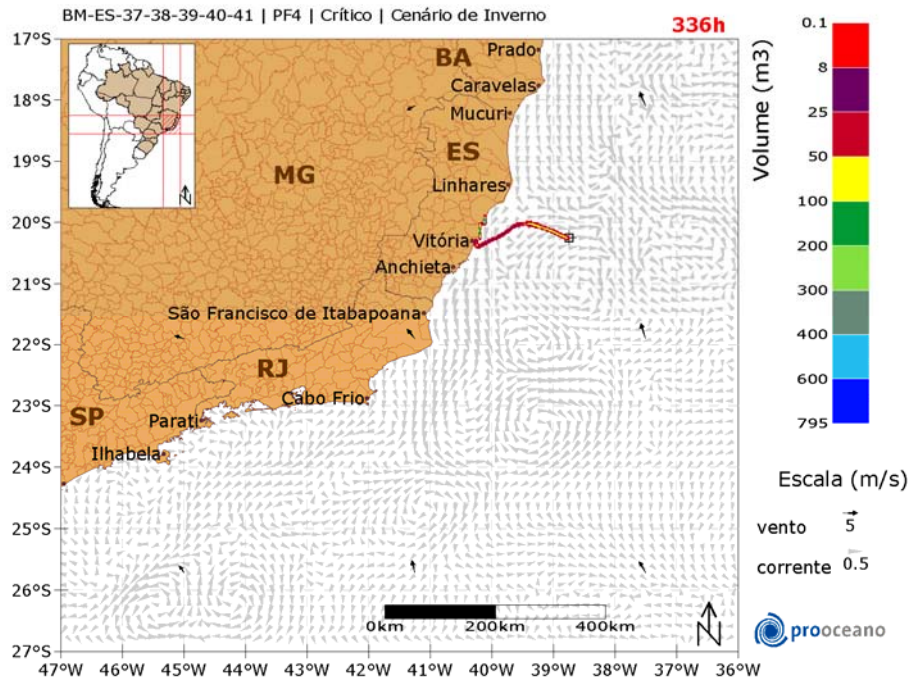 BM-ES-37-38-39-40-41 | PF4 | Crítico | Cenário de Inverno
336h
17°S
18°S
19°S
20°S
21°S
22°S
23°S
24°S
25°S
26°S
27°S
BA
Prado
Caravelas
Mucuri
ES
MG
Linhares
Vitória
Anchieta
São Francisco de Itabapoana
RJ
Cabo Frio
SP
Parati
Ilhabela
N
0km
200km
400km
N
47°W
46°W
45°W
44°W
43°W
42°W
41°W
40°W
39°W
38°W
37°W
36°W
Volume (m3)
0.1
8
25
50
100
200
300
400
600
795
Escala (m/s)
vento 5
corrente 0.5
prooceano